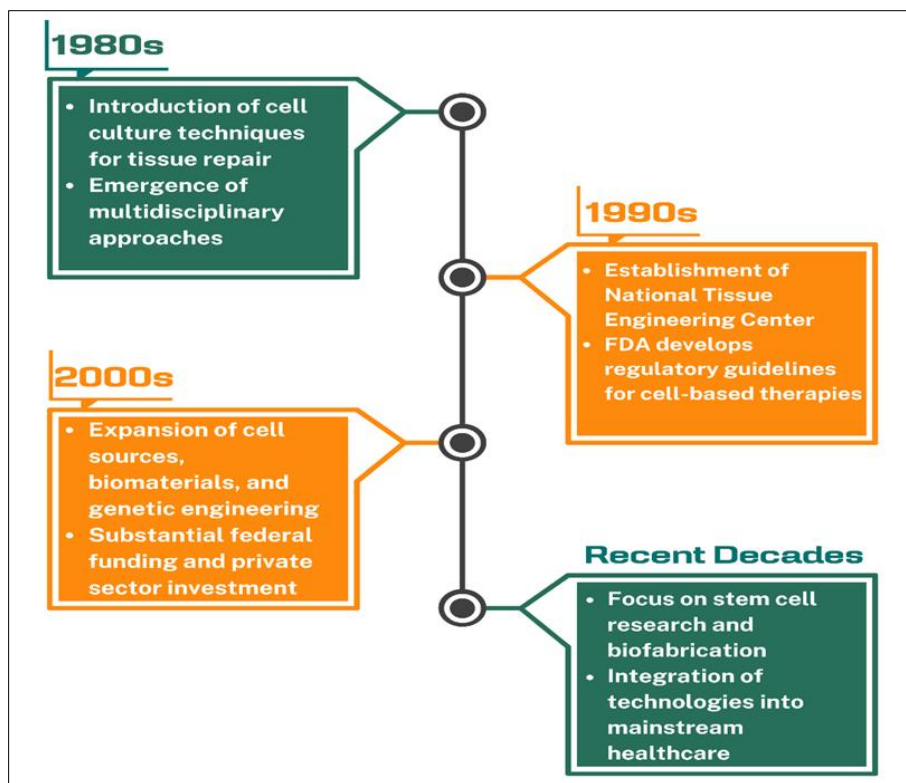 1980s
• Introduction of cell
culture techniques
for tissue repair
• Emergence of
multidisciplinary
approaches
1990s
• Establishment of
National Tissue
Engineering Center
• FDA develops
regulatory guidelines
for cell-based therapies
2000s
• Expansion of cell
sources,
biomaterials, and
genetic engineering
• Substantial federal
funding and private
sector investment
Recent Decades
• Focus on stem cell
research and
biofabrication
• Integration of
technologies into
mainstream
healthcare